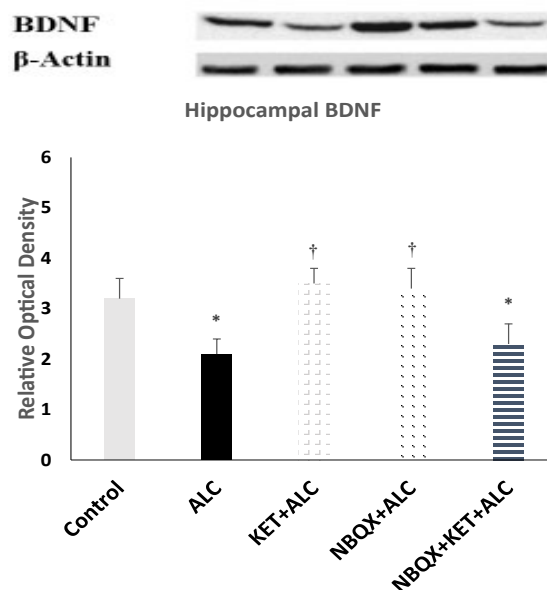 BDNF
β-Actin
Hippocampal BDNF
Relative Optical Density
6
5
4
3
2
1
0
*
†
†
*
Control
ALC
KET+ALC
NBQX+ALC
NBQX+KET+ALC